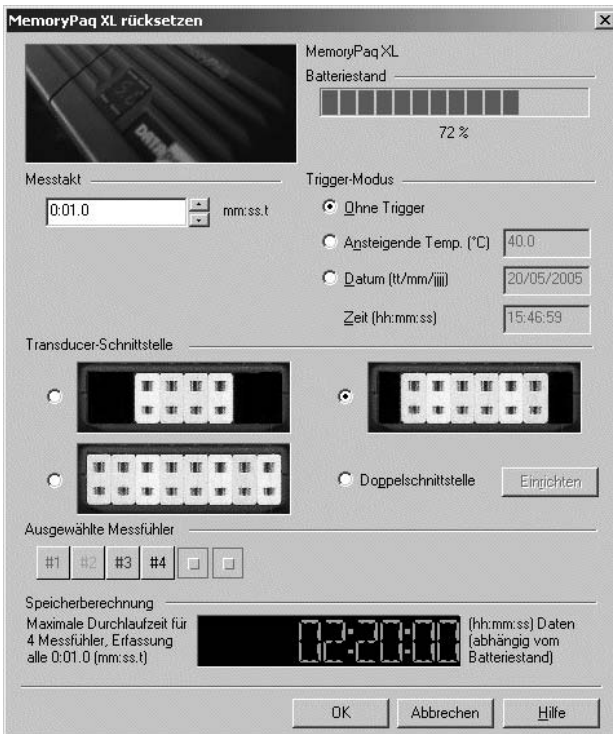 MemoryPaq XL rücksetzen
MemoryPaq XL
Batteriestand
72 %
Messtakt
0:01.0 mm:ss.t
Trigger-Modus
Ohne Trigger
Ansteigende Temp. (°C) 40.0
Datum (tt/mm/jjjj) 20/05/2005
Zeit (hh:mm:ss) 15:46:59
Transducer-Schnittstelle
Doppelschnittstelle Einrichten
Ausgewählte Messfühler
#1 #2 #3 #4
Speicherberechnung
Maximale Durchlaufzeit für
4 Messfühler, Erfassung
alle 0:01.0 (mm:ss.t)
02:20:00
(hh:mm:ss) Daten
(abhängig vom
Batteriestand)
OK Abbrechen Hilfe